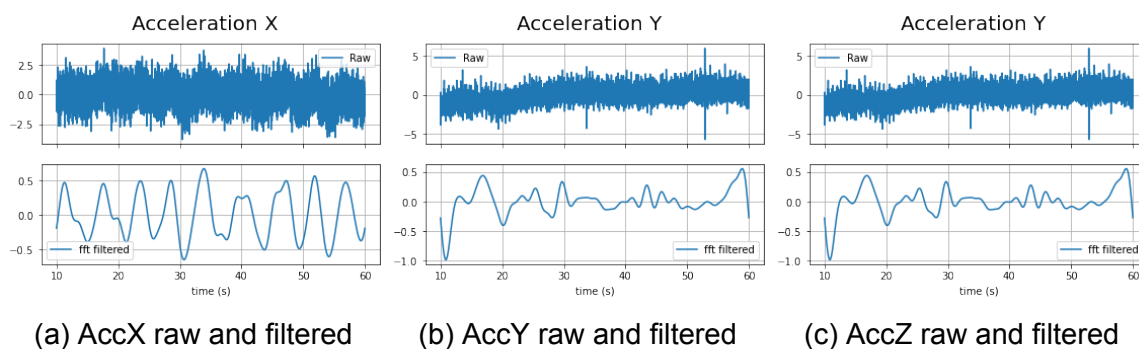 Acceleration X
2.5
0.0
−2.5
Raw
0.5
0.0
−0.5
fft filtered
10 20 30 40 50 60
time (s)
(a) AccX raw and filtered
Acceleration Y
5
0
−5
Raw
0.5
0.0
−0.5
−1.0
fft filtered
10 20 30 40 50 60
time (s)
(b) AccY raw and filtered
Acceleration Y
5
0
−5
Raw
0.5
0.0
−0.5
−1.0
fft filtered
10 20 30 40 50 60
time (s)
(c) AccZ raw and filtered